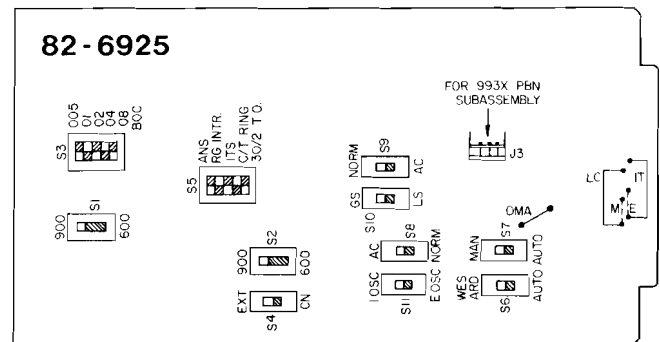 82-6925
FOR 993X PBN
SUBASSEMBLY
J3
005
01
02
04
08
BOC
S3
ANS
RG INTR.
ITS
C/T RING
30/2 T.O.
S5
NORM
S9
AC
GS
S10
LS
LC
IT
M
E
OMA
900
S1
600
900
S2
600
AC
S8
NORM
MAN
S7
AUTO
EXT
S4
CN
I OSC
S11
E OSC
WES
ARD
S6
AUTO